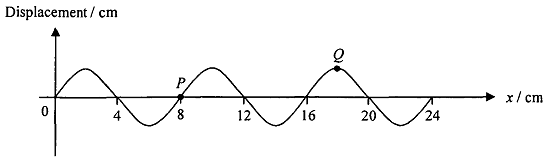 Displacement / cm
Q
P
0
4 8 12 16 20 24
x / cm